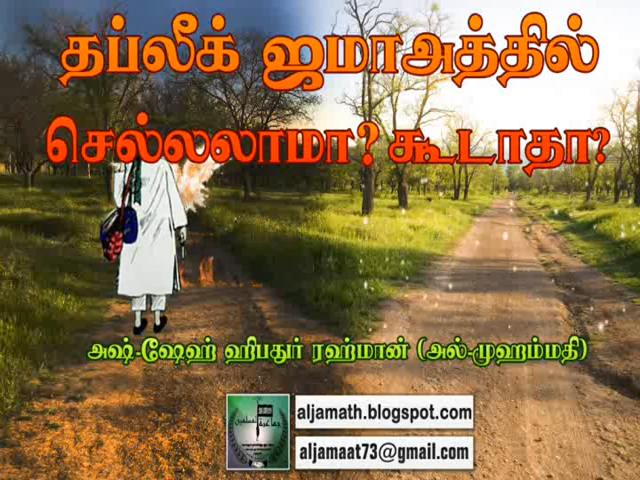 தப்லீக் ஜமாஅத்தில்
செல்லலாமா? கூடாதா?
அஷ்-ஷேஹ் ஹிபதுர் ரஹ்மான் (அல்-முஹம்மதி)
aljamath.blogspot.com
aljamaat73@gmail.com